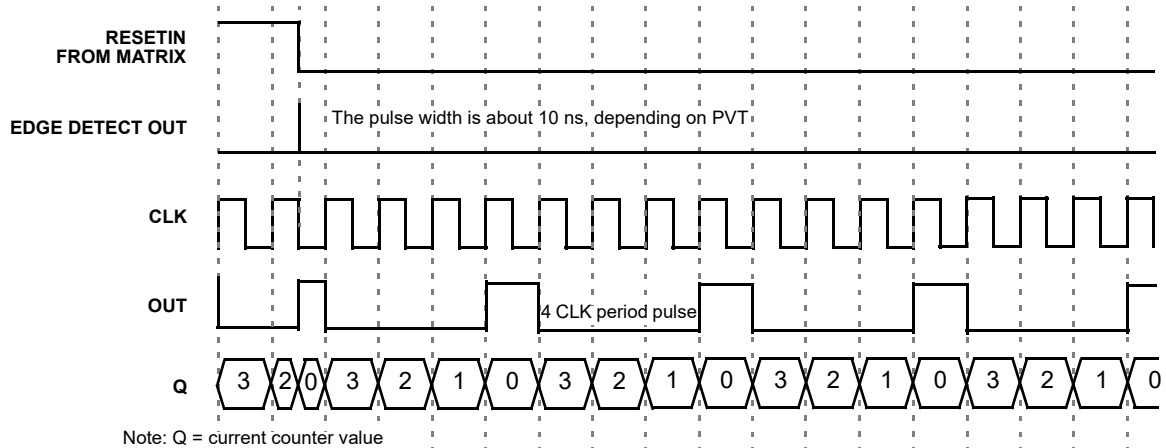 RESETIN
FROM MATRIX
EDGE DETECT OUT
The pulse width is about 10 ns, depending on PVT
CLK
OUT
4 CLK period pulse
Q
3 2 0 3 2 1 0 3 2 1 0 3 2 1 0 3 2 1 0
Note: Q = current counter value